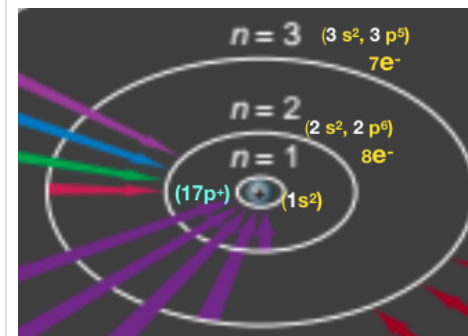 n = 3 (3 s², 3 p⁵)
7e⁻
n = 2 (2 s², 2 p⁶)
n = 1 8e⁻
(17p⁺) (1s²)